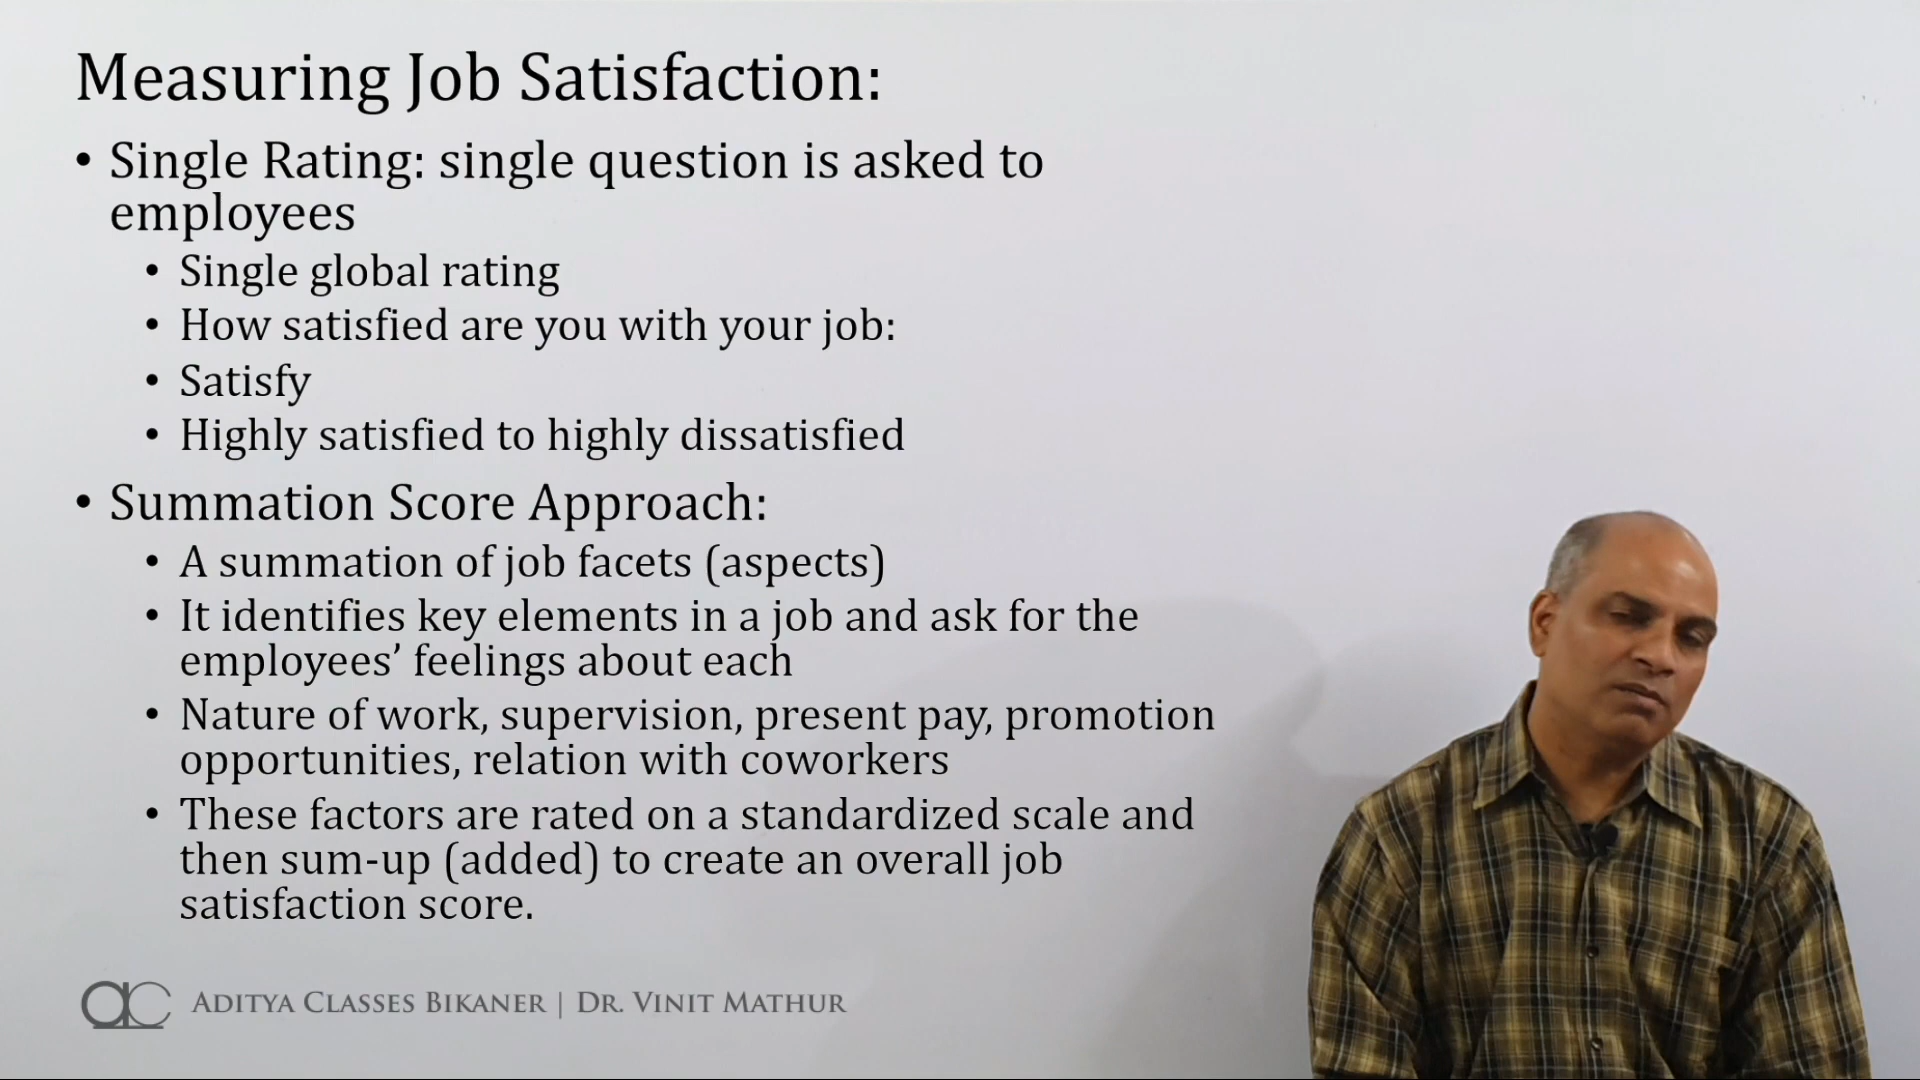 Measuring Job Satisfaction:
• Single Rating: single question is asked to
employees
• Single global rating
• How satisfied are you with your job:
• Satisfy
• Highly satisfied to highly dissatisfied
• Summation Score Approach:
• A summation of job facets (aspects)
• It identifies key elements in a job and ask for the
employees’ feelings about each
• Nature of work, supervision, present pay, promotion
opportunities, relation with coworkers
• These factors are rated on a standardized scale and
then sum-up (added) to create an overall job
satisfaction score.
ac ADITYA CLASSES BIKANER | DR. VINIT MATHUR